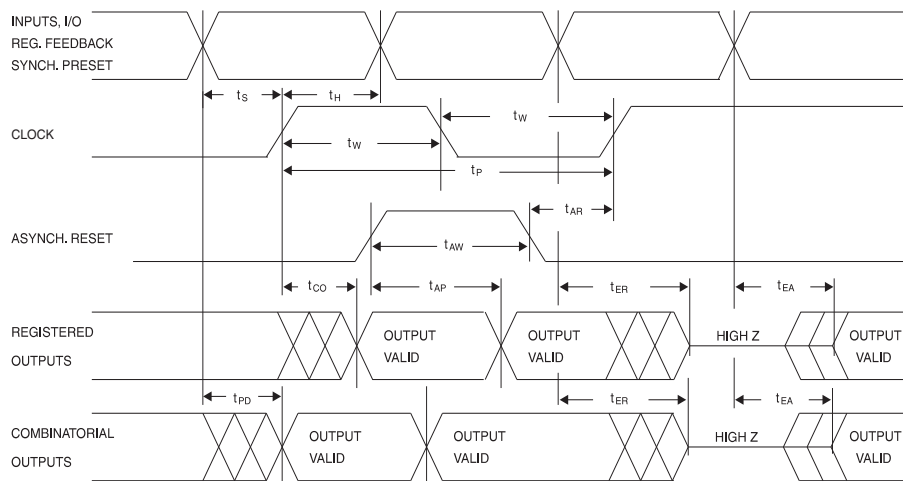 INPUTS, I/O
REG. FEEDBACK
SYNCH. PRESET
tS
tH
tW
CLOCK
tW
tP
tAR
ASYNCH. RESET
tAW
tCO
tAP
tER
tEA
REGISTERED
OUTPUTS
OUTPUT
VALID
OUTPUT
VALID
HIGH Z
OUTPUT
VALID
tPD
tER
tEA
COMBINATORIAL
OUTPUTS
OUTPUT
VALID
OUTPUT
VALID
HIGH Z
OUTPUT
VALID